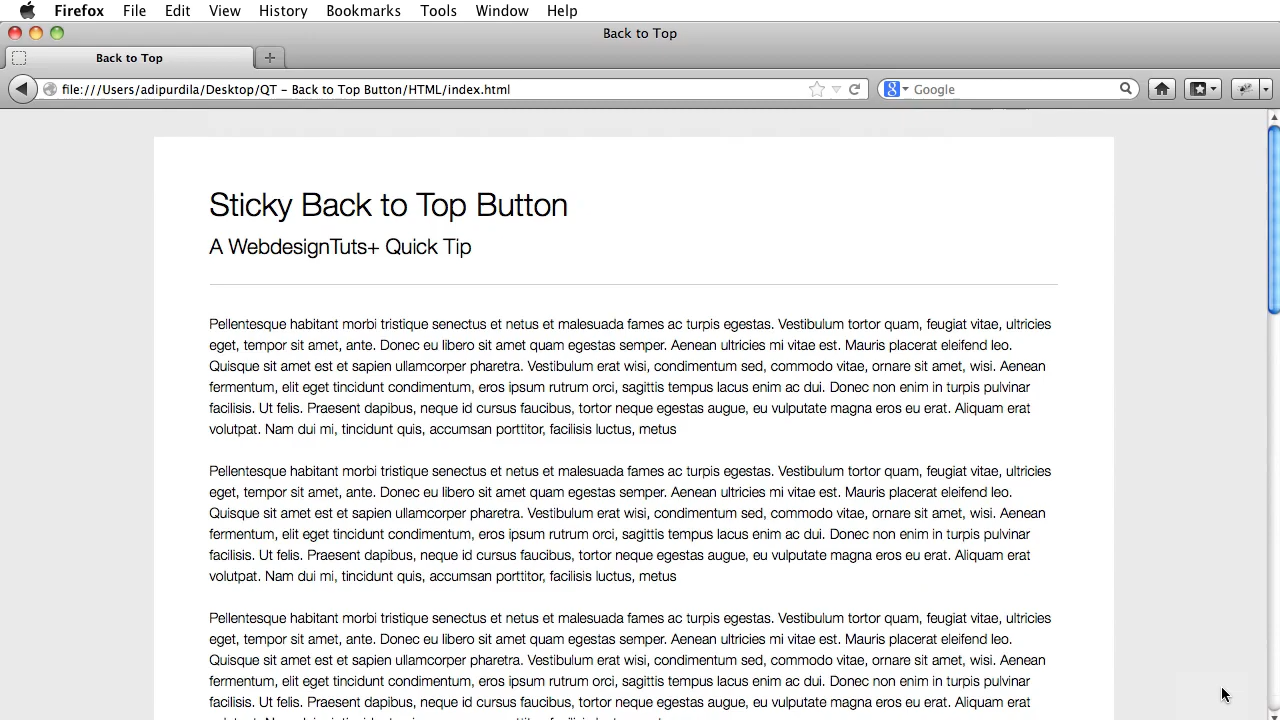 Firefox File Edit View History Bookmarks Tools Window Help
Back to Top
Back to Top
file:///Users/adipurdila/Desktop/QT - Back to Top Button/HTML/index.html
Google
Sticky Back to Top Button
A WebdesignTuts+ Quick Tip
Pellentesque habitant morbi tristique senectus et netus et malesuada fames ac turpis egestas. Vestibulum tortor quam, feugiat vitae, ultricies
eget, tempor sit amet, ante. Donec eu libero sit amet quam egestas semper. Aenean ultricies mi vitae est. Mauris placerat eleifend leo.
Quisque sit amet est et sapien ullamcorper pharetra. Vestibulum erat wisi, condimentum sed, commodo vitae, ornare sit amet, wisi. Aenean
fermentum, elit eget tincidunt condimentum, eros ipsum rutrum orci, sagittis tempus lacus enim ac dui. Donec non enim in turpis pulvinar
facilisis. Ut felis. Praesent dapibus, neque id cursus faucibus, tortor neque egestas augue, eu vulputate magna eros eu erat. Aliquam erat
volutpat. Nam dui mi, tincidunt quis, accumsan porttitor, facilisis luctus, metus
Pellentesque habitant morbi tristique senectus et netus et malesuada fames ac turpis egestas. Vestibulum tortor quam, feugiat vitae, ultricies
eget, tempor sit amet, ante. Donec eu libero sit amet quam egestas semper. Aenean ultricies mi vitae est. Mauris placerat eleifend leo.
Quisque sit amet est et sapien ullamcorper pharetra. Vestibulum erat wisi, condimentum sed, commodo vitae, ornare sit amet, wisi. Aenean
fermentum, elit eget tincidunt condimentum, eros ipsum rutrum orci, sagittis tempus lacus enim ac dui. Donec non enim in turpis pulvinar
facilisis. Ut felis. Praesent dapibus, neque id cursus faucibus, tortor neque egestas augue, eu vulputate magna eros eu erat. Aliquam erat
volutpat. Nam dui mi, tincidunt quis, accumsan porttitor, facilisis luctus, metus
Pellentesque habitant morbi tristique senectus et netus et malesuada fames ac turpis egestas. Vestibulum tortor quam, feugiat vitae, ultricies
eget, tempor sit amet, ante. Donec eu libero sit amet quam egestas semper. Aenean ultricies mi vitae est. Mauris placerat eleifend leo.
Quisque sit amet est et sapien ullamcorper pharetra. Vestibulum erat wisi, condimentum sed, commodo vitae, ornare sit amet, wisi. Aenean
fermentum, elit eget tincidunt condimentum, eros ipsum rutrum orci, sagittis tempus lacus enim ac dui. Donec non enim in turpis pulvinar
facilisis. Ut felis. Praesent dapibus, neque id cursus faucibus, tortor neque egestas augue, eu vulputate magna eros eu erat. Aliquam erat